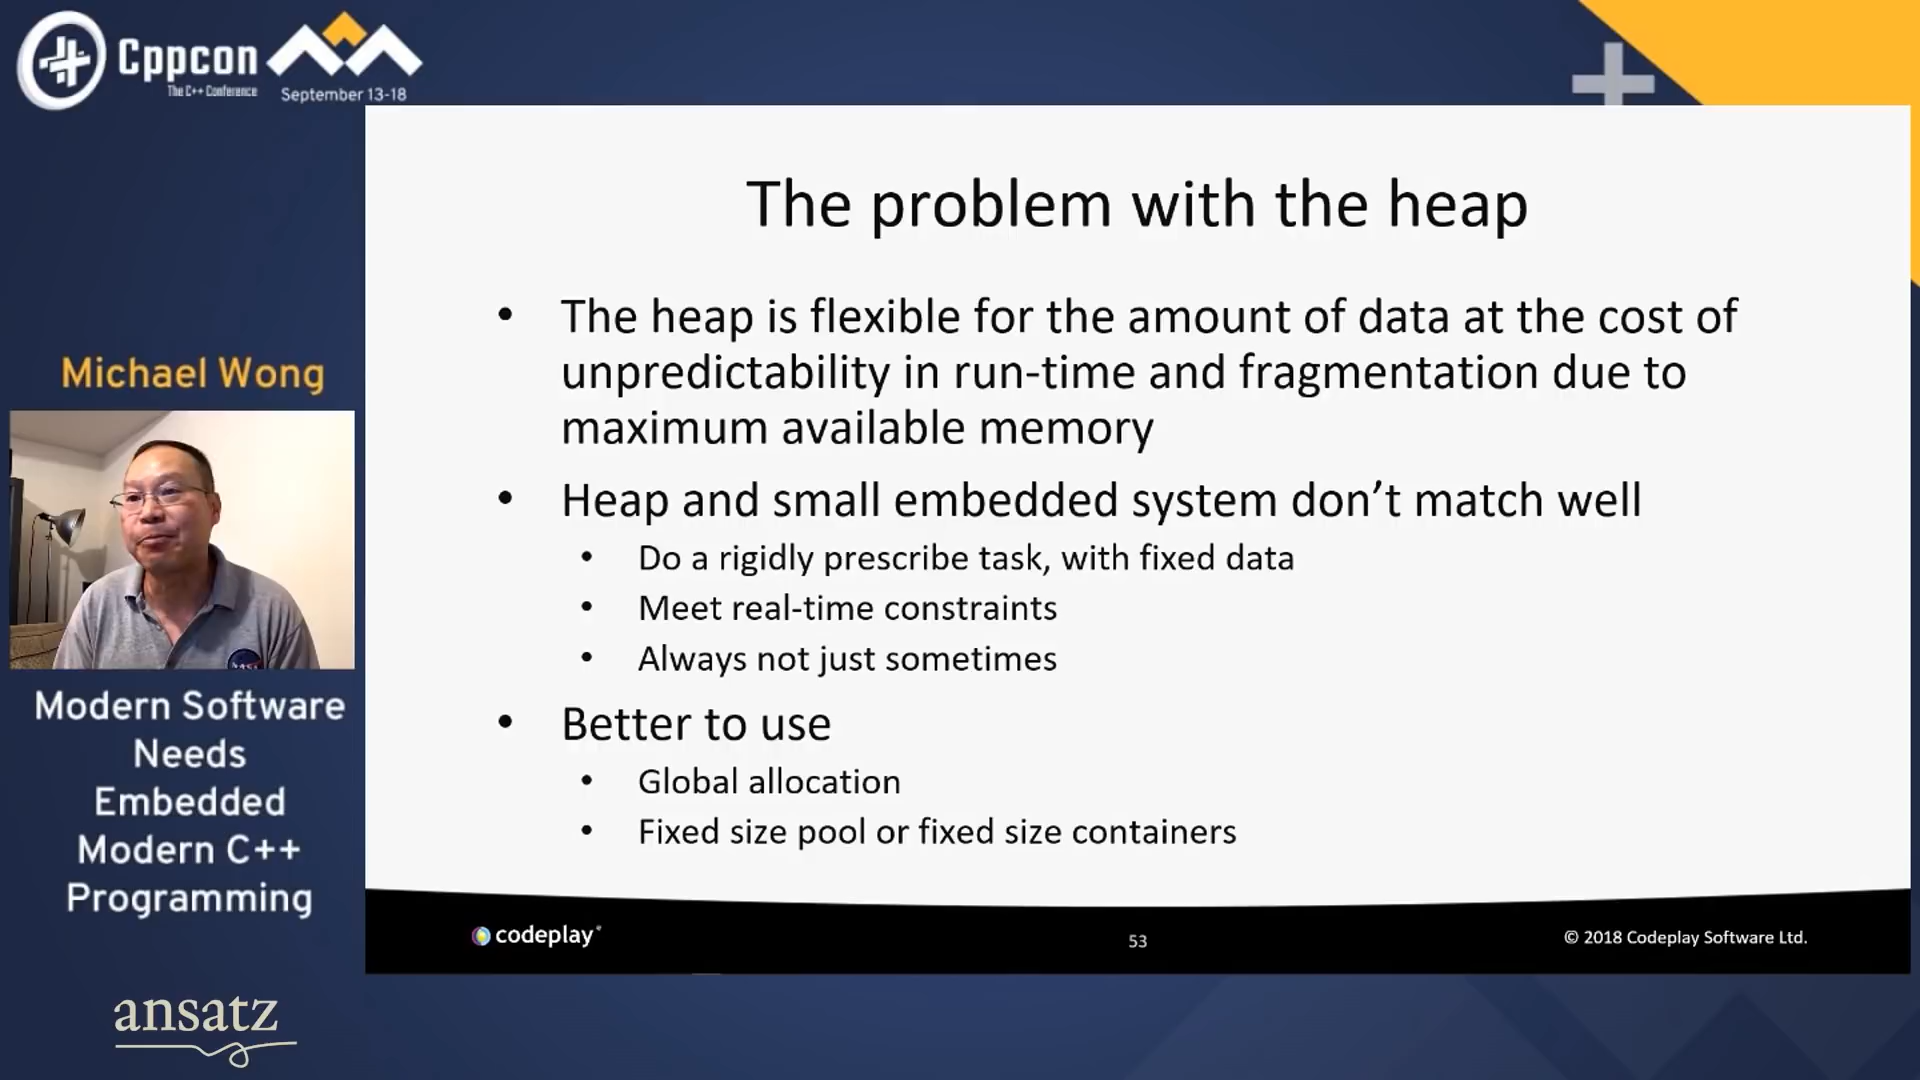 Cppcon
The C++ Conference
September 13-18
The problem with the heap
• The heap is flexible for the amount of data at the cost of
unpredictability in run-time and fragmentation due to
maximum available memory
• Heap and small embedded system don’t match well
• Do a rigidly prescribe task, with fixed data
• Meet real-time constraints
• Always not just sometimes
• Better to use
• Global allocation
• Fixed size pool or fixed size containers
codeplay
53
© 2018 Codeplay Software Ltd.
Michael Wong
Modern Software
Needs
Embedded
Modern C++
Programming
ansatz